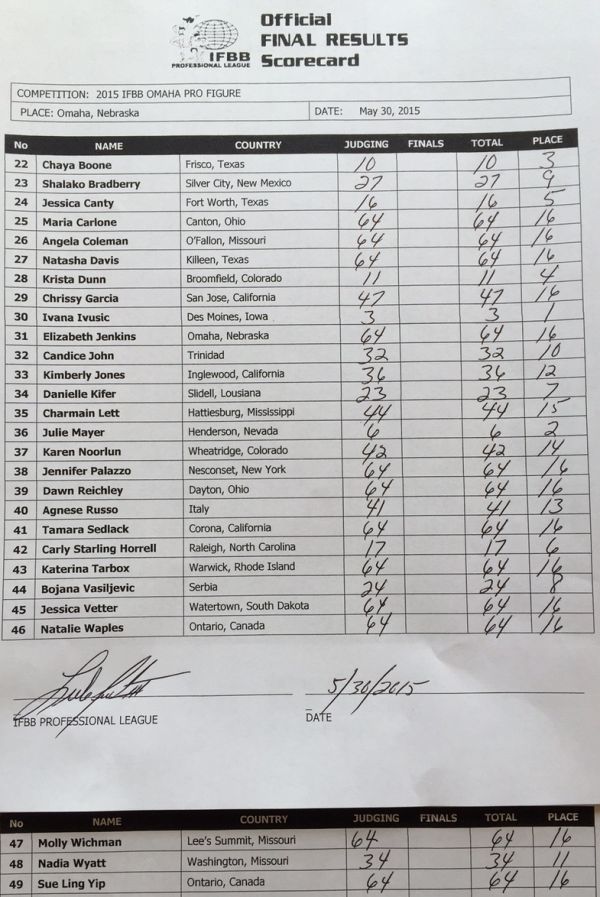 IFBB
PROFESSIONAL LEAGUE
Official
FINAL RESULTS
Scorecard
COMPETITION: 2015 IFBB OMAHA PRO FIGURE
PLACE: Omaha, Nebraska DATE: May 30, 2015
No NAME COUNTRY JUDGING FINALS TOTAL PLACE
22 Chaya Boone Frisco, Texas 10 10 3
23 Shalako Bradberry Silver City, New Mexico 27 27 9
24 Jessica Canty Fort Worth, Texas 16 16 5
25 Maria Carlone Canton, Ohio 64 64 16
26 Angela Coleman O'Fallon, Missouri 64 64 16
27 Natasha Davis Killeen, Texas 64 64 16
28 Krista Dunn Broomfield, Colorado 11 11 4
29 Chrissy Garcia San Jose, California 47 47 16
30 Ivana Ivusic Des Moines, Iowa 3 3 1
31 Elizabeth Jenkins Omaha, Nebraska 64 64 16
32 Candice John Trinidad 32 32 10
33 Kimberly Jones Inglewood, California 36 36 12
34 Danielle Kifer Slidell, Lousiana 23 23 7
35 Charmain Lett Hattiesburg, Mississippi 44 44 15
36 Julie Mayer Henderson, Nevada 6 6 2
37 Karen Noorlun Wheatridge, Colorado 42 42 14
38 Jennifer Palazzo Nesconset, New York 64 64 16
39 Dawn Reichley Dayton, Ohio 64 64 16
40 Agnese Russo Italy 41 41 13
41 Tamara Sedlack Corona, California 64 64 16
42 Carly Starling Horrell Raleigh, North Carolina 17 17 6
43 Katerina Tarbox Warwick, Rhode Island 64 64 16
44 Bojana Vasiljevic Serbia 24 24 8
45 Jessica Vetter Watertown, South Dakota 64 64 16
46 Natalie Waples Ontario, Canada 64 64 16
5/30/2015
IFBB PROFESSIONAL LEAGUE DATE
No NAME COUNTRY JUDGING FINALS TOTAL PLACE
47 Molly Wichman Lee's Summit, Missouri 64 64 16
48 Nadia Wyatt Washington, Missouri 34 34 11
49 Sue Ling Yip Ontario, Canada 64 64 16